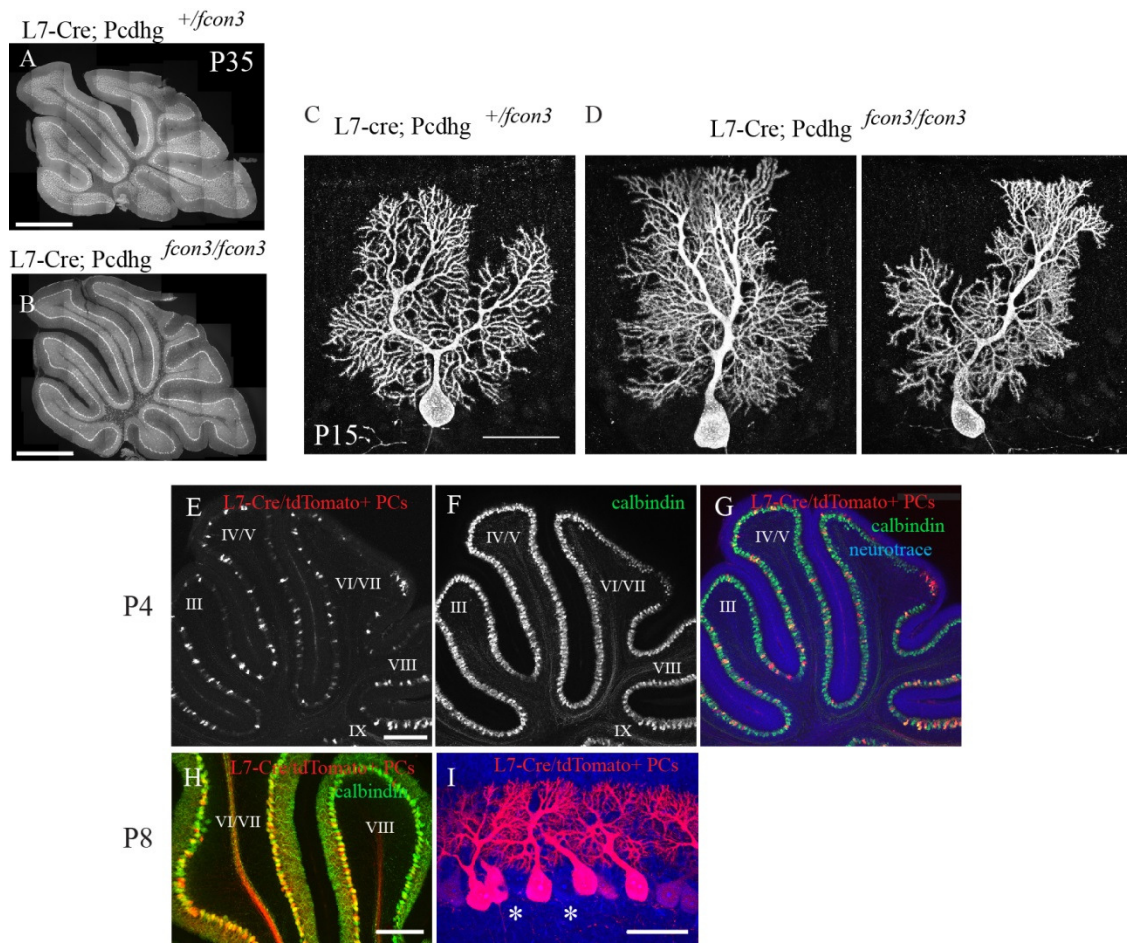 L7-Cre; Pcdhg +/fcon3
A P35
L7-Cre; Pcdhg fcon3/fcon3
B
C L7-cre; Pcdhg +/fcon3
D L7-Cre; Pcdhg fcon3/fcon3
P15
P4
E L7-Cre/tdTomato+ PCs
IV/V
III
VI/VII
VIII
IX
F calbindin
IV/V
III
VI/VII
VIII
IX
G L7-Cre/tdTomato+ PCs
calbindin
neurotrace
IV/V
III
VI/VII
VIII
P8
H L7-Cre/tdTomato+ PCs
calbindin
VI/VII
VIII
I L7-Cre/tdTomato+ PCs
* *